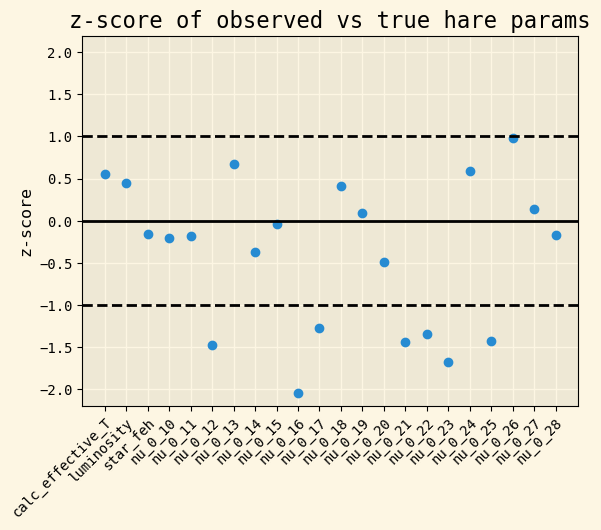 z-score of observed vs true hare params
z-score
2.0
1.5
1.0
0.5
0.0
−0.5
−1.0
−1.5
−2.0
calc_effective_T
luminosity
star_feh
nu_0_10
nu_0_11
nu_0_12
nu_0_13
nu_0_14
nu_0_15
nu_0_16
nu_0_17
nu_0_18
nu_0_19
nu_0_20
nu_0_21
nu_0_22
nu_0_23
nu_0_24
nu_0_25
nu_0_26
nu_0_27
nu_0_28